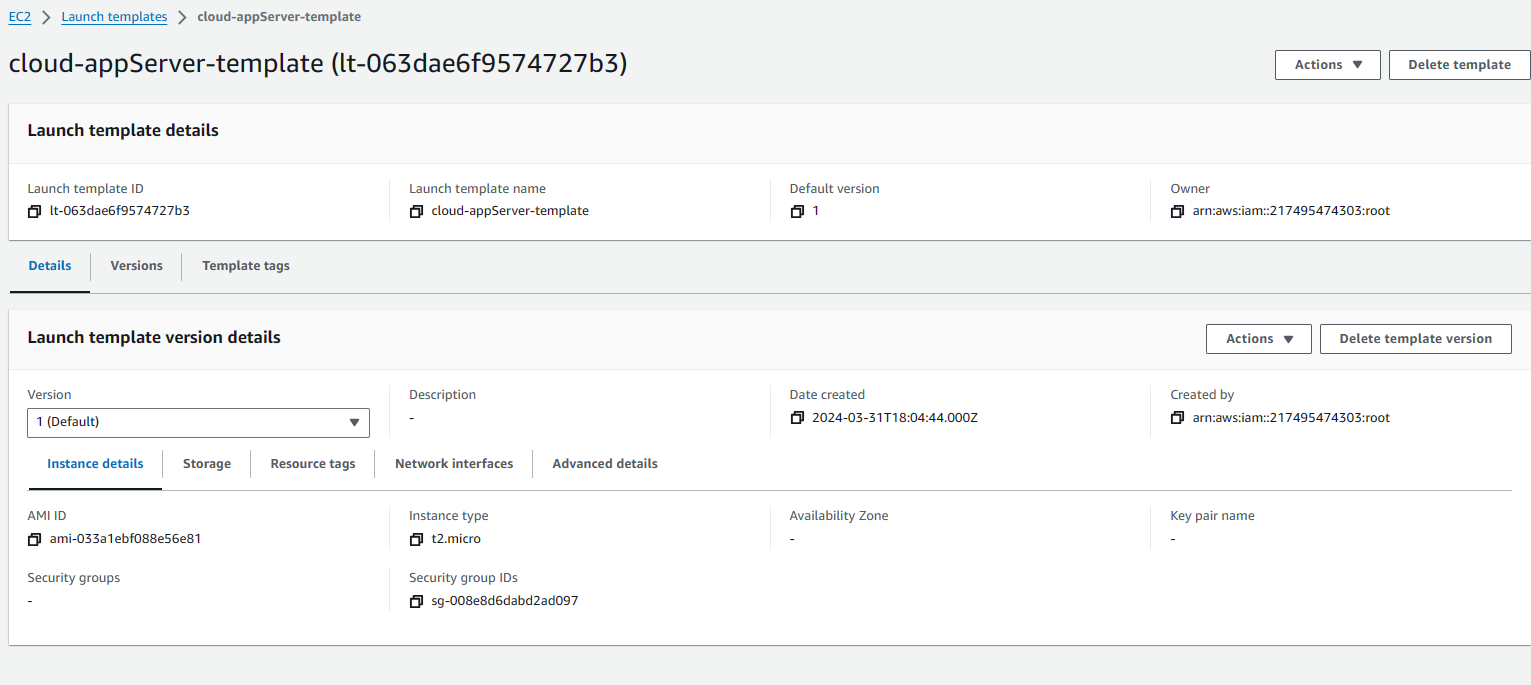 EC2 Launch templates cloud-appServer-template
cloud-appServer-template (lt-063dae6f9574727b3)
Actions Delete template
Launch template details
Launch template ID Launch template name Default version Owner
lt-063dae6f9574727b3 cloud-appServer-template 1 arn:aws:iam::217495474303:root
Details Versions Template tags
Launch template version details Actions Delete template version
Version Description Date created Created by
1 (Default) - 2024-03-31T18:04:44.000Z arn:aws:iam::217495474303:root
Instance details Storage Resource tags Network interfaces Advanced details
AMI ID Instance type Availability Zone Key pair name
ami-033a1ebf088e56e81 t2.micro - -
Security groups Security group IDs
- sg-008e8d6dabd2ad097